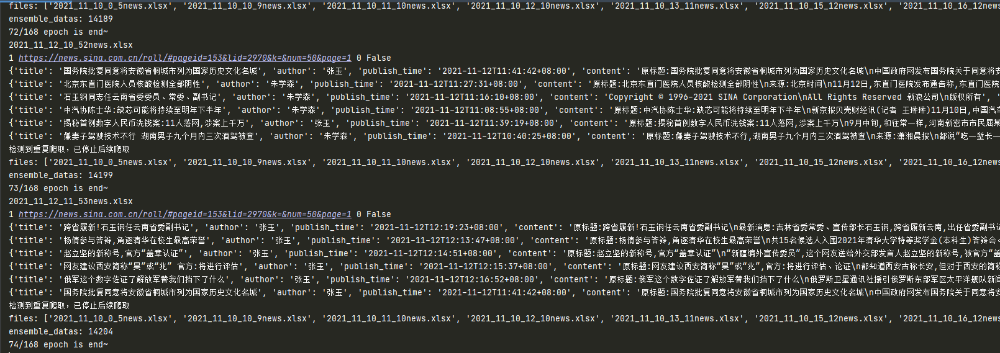 files: ['2021_11_10_0_5news.xlsx', '2021_11_10_10_9news.xlsx', '2021_11_10_11_10news.xlsx', '2021_11_10_12_10news.xlsx', '2021_11_10_13_11news.xlsx', '2021_11_10_15_12news.xlsx', '2021_11_10_16_12news
ensemble_datas: 14189
72/168 epoch is end~
2021_11_12_10_52news.xlsx
1 https://news.sina.com.cn/roll/#pageid=153&lid=2970&k=&num=50&page=1 0 False
{'title': '国务院批复同意将安徽省桐城市列为国家历史文化名城', 'author': '张玉', 'publish_time': '2021-11-12T11:41:42+08:00', 'content': '原标题:国务院批复同意将安徽省桐城市列为国家历史文化名城\n中国政府网发布国务院关于同意将安
{'title': '北京东直门医院人员核酸检测全部阴性', 'author': '朱学森', 'publish_time': '2021-11-12T11:27:31+08:00', 'content': '原标题:北京东直门医院人员核酸检测全部阴性\n来源:北京时间\n11月12日,东直门医院发布通告称,东直门医院
{'title': '石玉钢同志任云南省委委员、常委、副书记', 'author': '朱学森', 'publish_time': '2021-11-12T11:16:10+08:00', 'content': 'Copyright © 1996-2021 SINA Corporation\nAll Rights Reserved 新浪公司\n版权所有', '
{'title': '中汽协陈士华:缺芯可能将持续至明年下半年', 'author': '朱学森', 'publish_time': '2021-11-12T11:08:55+08:00', 'content': '原标题:中汽协陈士华:缺芯可能将持续至明年下半年\n新京报贝壳财经讯(记者 王琳琳)11月10日,中国汽车
{'title': '揭秘首例数字人民币洗钱案:11人落网,涉案上千万', 'author': '张玉', 'publish_time': '2021-11-12T11:39:19+08:00', 'content': '原标题:揭秘首例数字人民币洗钱案:11人落网,涉案上千万\n9月中旬,和往常一样,河南新密市市民屈某
{'title': '嫌妻子驾驶技术不行 湖南男子九个月内三次酒驾被查', 'author': '朱学森', 'publish_time': '2021-11-12T10:40:25+08:00', 'content': '原标题:嫌妻子驾驶技术不行,湖南男子九个月内三次酒驾被查\n来源:潇湘晨报\n都说“吃一堑长一
检测到重复爬取，已停止后续爬取
files: ['2021_11_10_0_5news.xlsx', '2021_11_10_10_9news.xlsx', '2021_11_10_11_10news.xlsx', '2021_11_10_12_10news.xlsx', '2021_11_10_13_11news.xlsx', '2021_11_10_15_12news.xlsx', '2021_11_10_16_12news
ensemble_datas: 14199
73/168 epoch is end~
2021_11_12_11_53news.xlsx
1 https://news.sina.com.cn/roll/#pageid=153&lid=2970&k=&num=50&page=1 0 False
{'title': '跨省履新!石玉钢任云南省委副书记', 'author': '张玉', 'publish_time': '2021-11-12T12:19:23+08:00', 'content': '原标题:跨省履新!石玉钢任云南省委副书记\n最新消息:吉林省委常委、宣传部长石玉钢,跨省履新云南,出任省委副书记
{'title': '杨倩参与答辩,角逐清华在校生最高荣誉', 'author': '张玉', 'publish_time': '2021-11-12T12:13:47+08:00', 'content': '原标题:杨倩参与答辩,角逐清华在校生最高荣誉\n共15名候选人入围2021年清华大学特等奖学金(本科生)答辩会。
{'title': '赵立坚的新称号,官方“盖章认证”', 'author': '张玉', 'publish_time': '2021-11-12T12:14:51+08:00', 'content': '原标题:赵立坚的新称号,官方“盖章认证”\n“新疆编外宣传委员”,这个网友送给外交部发言人赵立坚的新称号,被官方“盖
{'title': '网友建议西安简称“昊”或“兆” 官方:将进行评估', 'author': '张玉', 'publish_time': '2021-11-12T12:15:37+08:00', 'content': '原标题:网友建议西安简称“昊”或“兆”,官方:将进行评估、论证\n都知道西安古称长安,但对于西安的简称
{'title': '俄军这个数字佐证了解放军替我们挡下了什么', 'author': '张玉', 'publish_time': '2021-11-12T12:16:52+08:00', 'content': '原标题:俄军这个数字佐证了解放军替我们挡下了什么\n俄罗斯卫星通讯社援引俄罗斯东部军区太平洋舰队新闻
{'title': '国务院批复同意将安徽省桐城市列为国家历史文化名城', 'author': '张玉', 'publish_time': '2021-11-12T11:41:42+08:00', 'content': '原标题:国务院批复同意将安徽省桐城市列为国家历史文化名城\n中国政府网发布国务院关于同意将安
检测到重复爬取，已停止后续爬取
files: ['2021_11_10_0_5news.xlsx', '2021_11_10_10_9news.xlsx', '2021_11_10_11_10news.xlsx', '2021_11_10_12_10news.xlsx', '2021_11_10_13_11news.xlsx', '2021_11_10_15_12news.xlsx', '2021_11_10_16_12news
ensemble_datas: 14204
74/168 epoch is end~